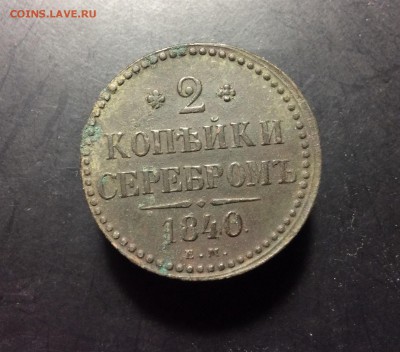 COINS.LAVE.RU
2
КОПѢЙКИ
СЕРЕБРОМЪ
1840.
Е.М.